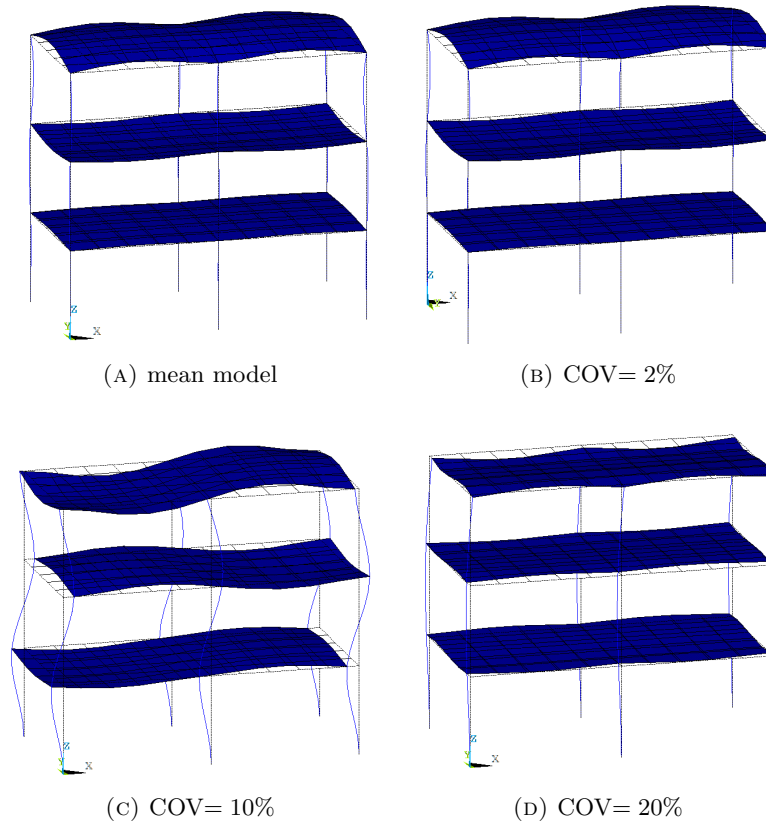 Z
Y
X
Z
Y
X
(A) mean model
(B) COV= 2%
Z
Y
X
Z
Y
X
(C) COV= 10%
(D) COV= 20%